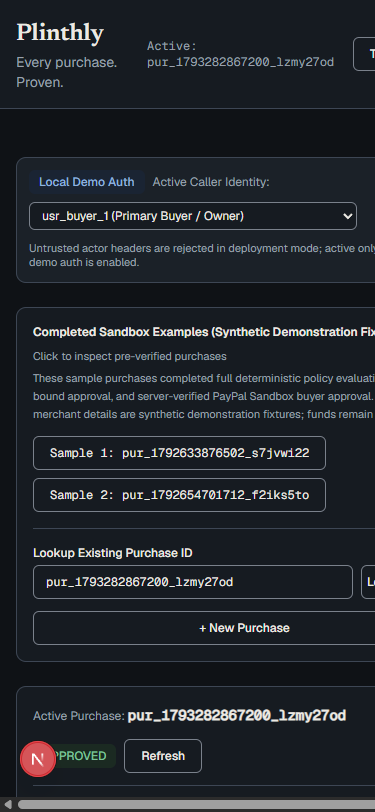 Plinthly
Every purchase.
Proven.
Active:
pur_1793282867200_lzmy27od
T
Local Demo Auth
Active Caller Identity:
usr_buyer_1 (Primary Buyer / Owner)
Untrusted actor headers are rejected in deployment mode; active only
demo auth is enabled.
Completed Sandbox Examples (Synthetic Demonstration Fix
Click to inspect pre-verified purchases
These sample purchases completed full deterministic policy evaluati
bound approval, and server-verified PayPal Sandbox buyer approval.
merchant details are synthetic demonstration fixtures; funds remain
Sample 1: pur_1792633876502_s7jvwi22
Sample 2: pur_1792654701712_f2iks5to
Lookup Existing Purchase ID
pur_1793282867200_lzmy27od
Lo
+ New Purchase
Active Purchase: pur_1793282867200_lzmy27od
N
PPROVED
Refresh